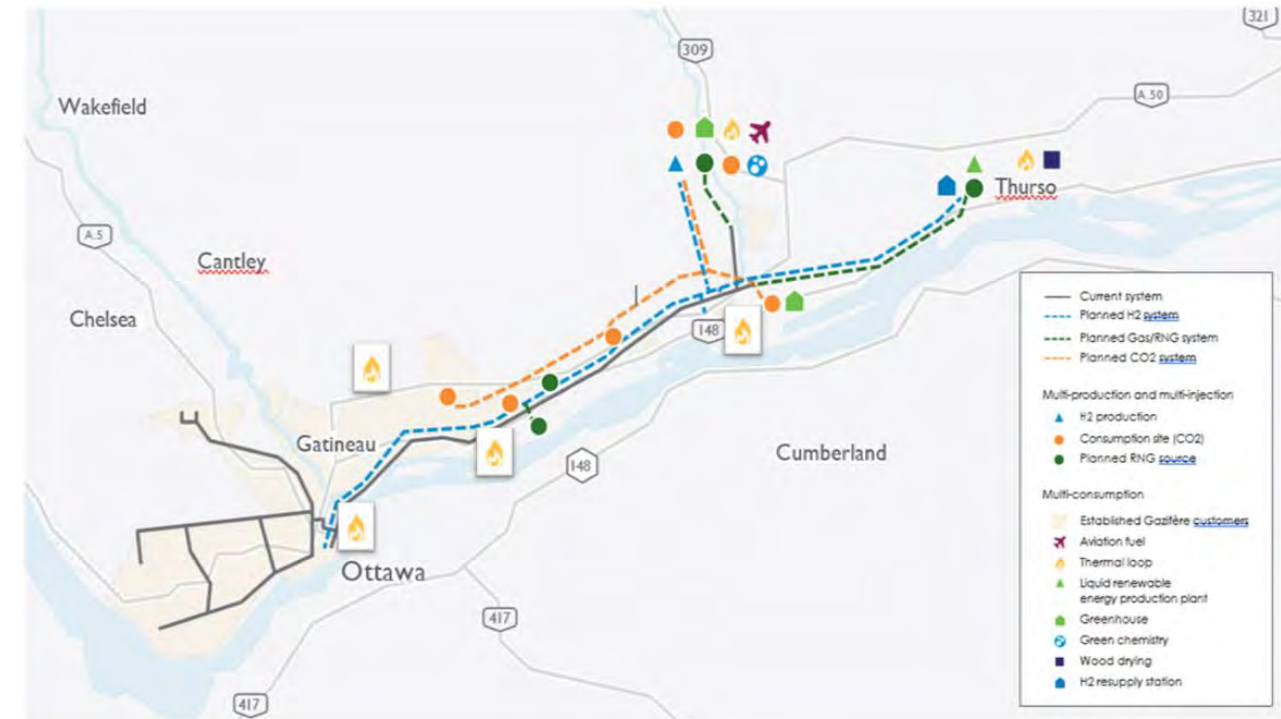 321
309
Wakefield
A.50
Thurso
A.5
Cantley
Chelsea
148
Gatineau
Cumberland
148
Ottawa
417
417
Current system
Planned H2 system
Planned Gas/RNG system
Planned CO2 system
Multi-production and multi-injection
H2 production
Consumption site (CO2)
Planned RNG source
Multi-consumption
Established Gazifère customers
Aviation fuel
Thermal loop
Liquid renewable
energy production plant
Greenhouse
Green chemistry
Wood drying
H2 resupply station